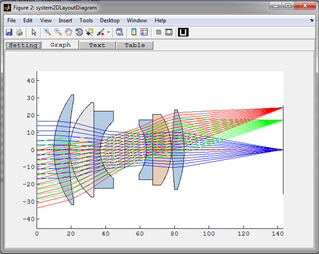 Figure 2: system2DLayoutDiagram
File Edit View Insert Tools Desktop Window Help
Setting Graph Text Table
40
30
20
10
0
-10
-20
-30
-40
0 20 40 60 80 100 120 140